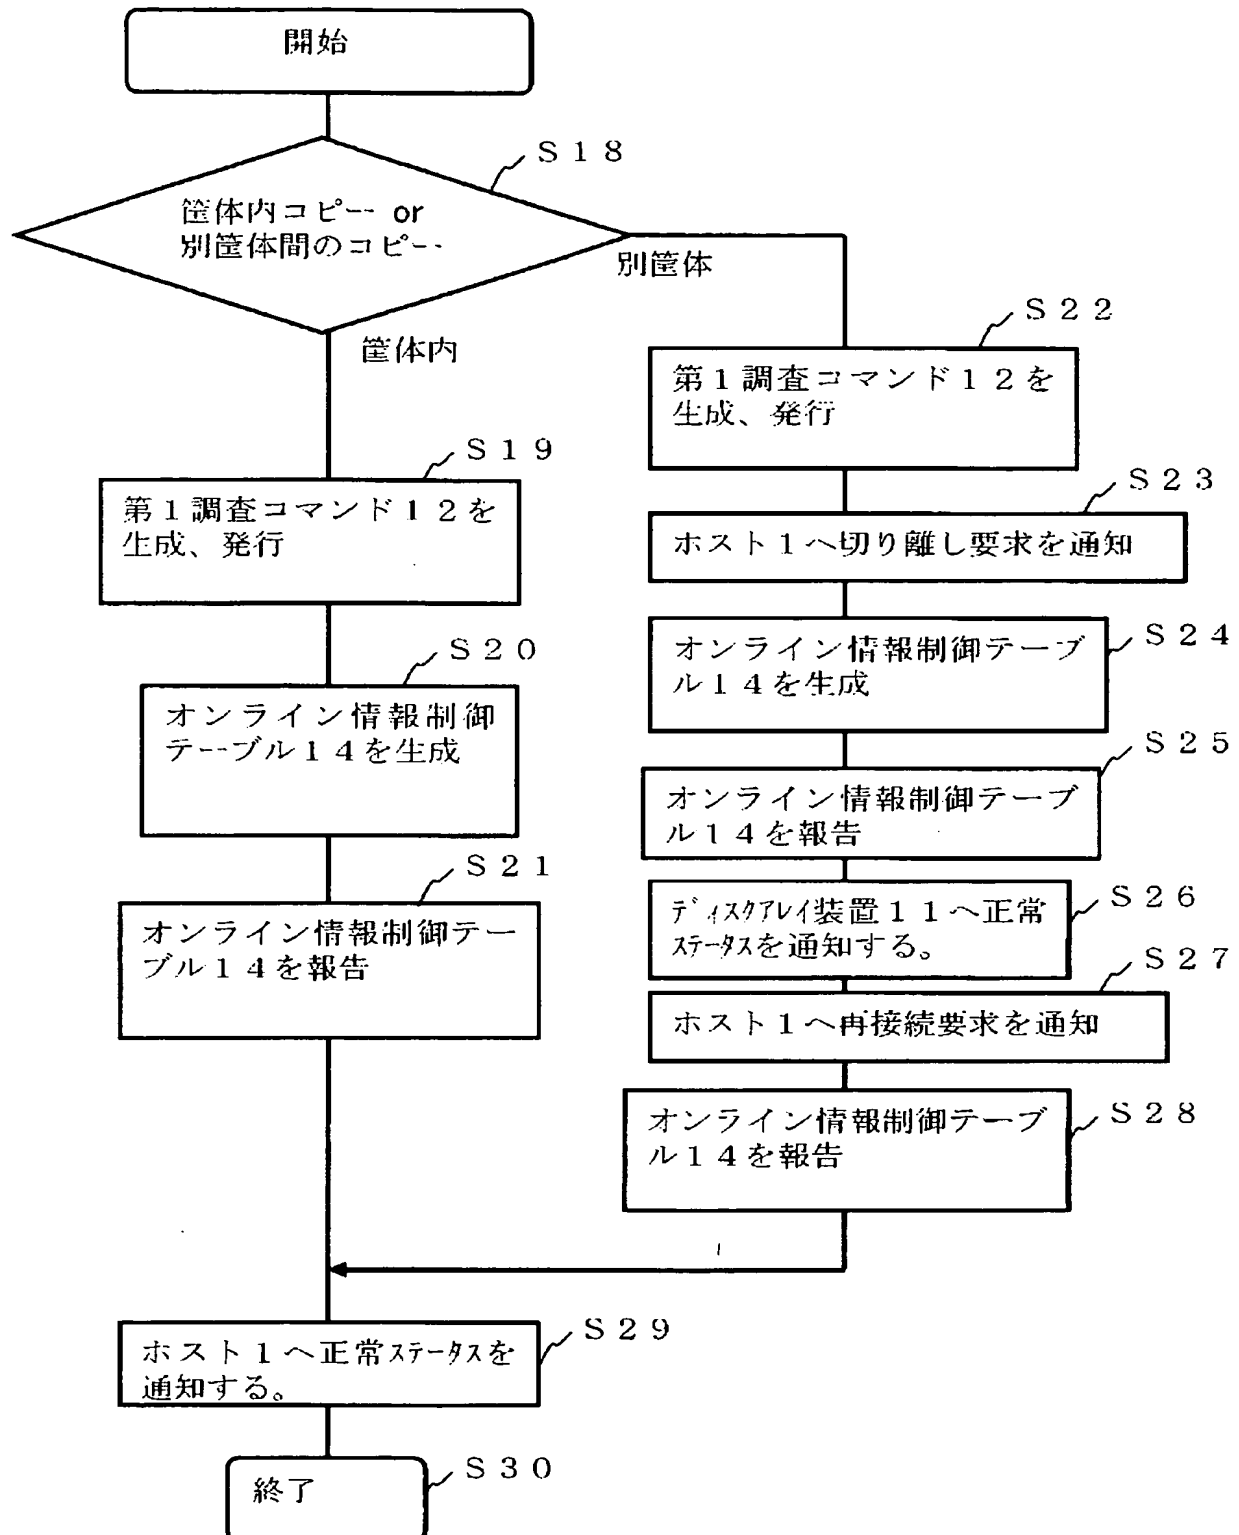 開始
S18
筐体内コピー or
別筐体間のコピー
別筐体
筐体内
S19
第1調査コマンド12を
生成、発行
S20
オンライン情報制御
テーブル14を生成
S21
オンライン情報制御テー
ブル14を報告
S22
第1調査コマンド12を
生成、発行
S23
ホスト1へ切り離し要求を通知
S24
オンライン情報制御テーブ
ル14を生成
S25
オンライン情報制御テーブ
ル14を報告
S26
ディスクアレイ装置11へ正常
ステータスを通知する。
S27
ホスト1へ再接続要求を通知
S28
オンライン情報制御テーブ
ル14を報告
S29
ホスト1へ正常ステータスを
通知する。
S30
終了